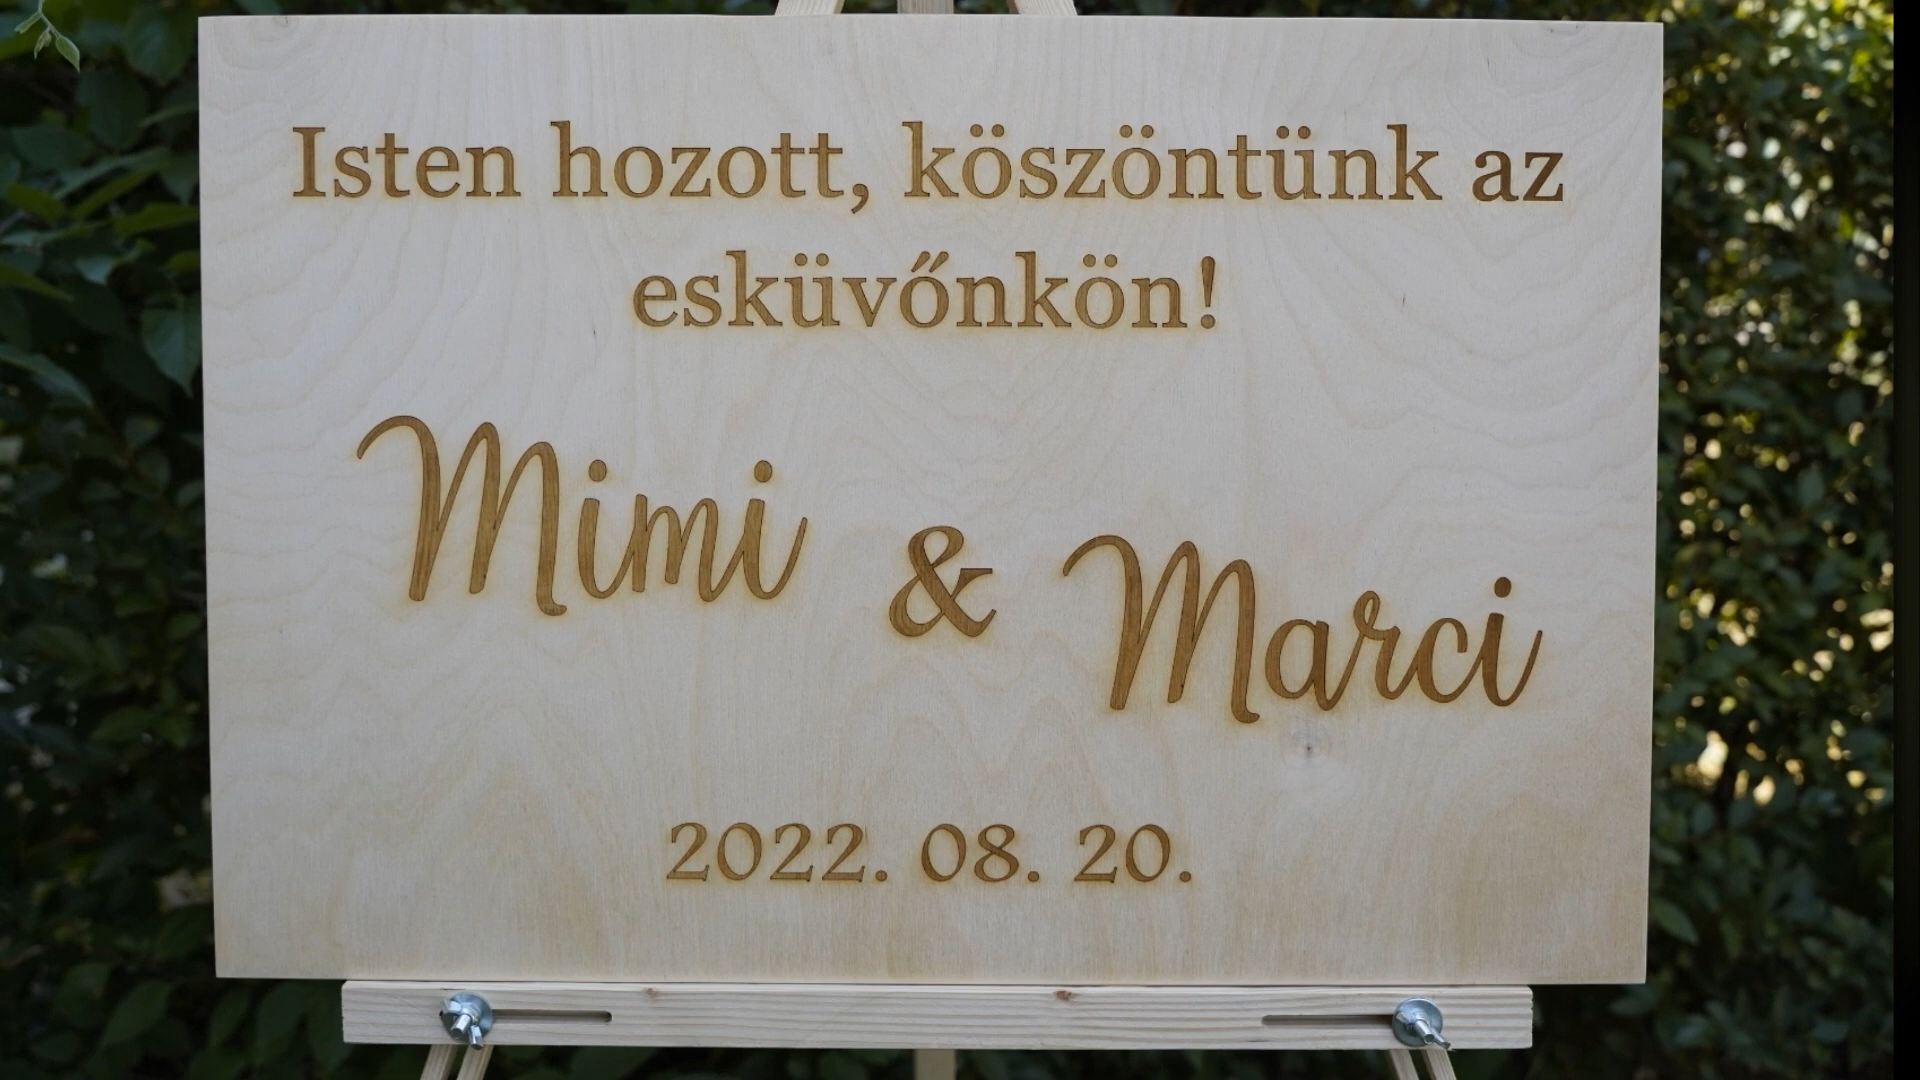 Isten hozott, köszöntünk az
esküvőnkön!
Mimi & Marci
2022. 08. 20.